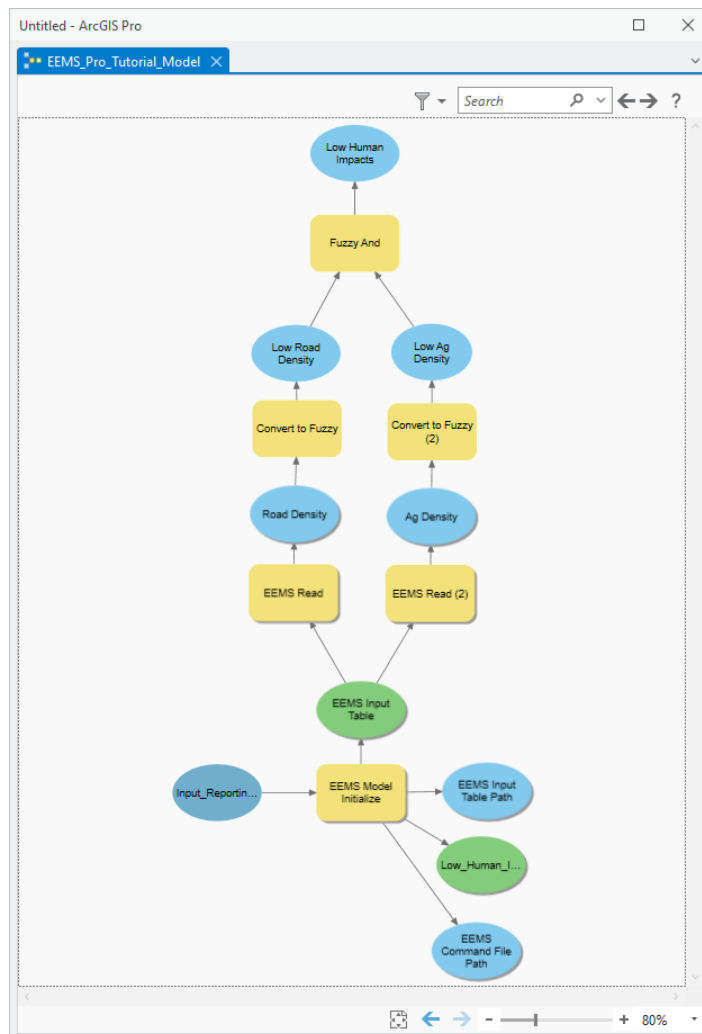 Untitled - ArcGIS Pro
EEMS_Pro_Tutorial_Model
Search
?
Low Human
Impacts
Fuzzy And
Low Road
Density
Low Ag
Density
Convert to Fuzzy
Convert to Fuzzy
(2)
Road Density
Ag Density
EEMS Read
EEMS Read (2)
EEMS Input
Table
Input_Reportin...
EEMS Model
Initialize
EEMS Input
Table Path
Low_Human_I...
EEMS
Command File
Path
80%